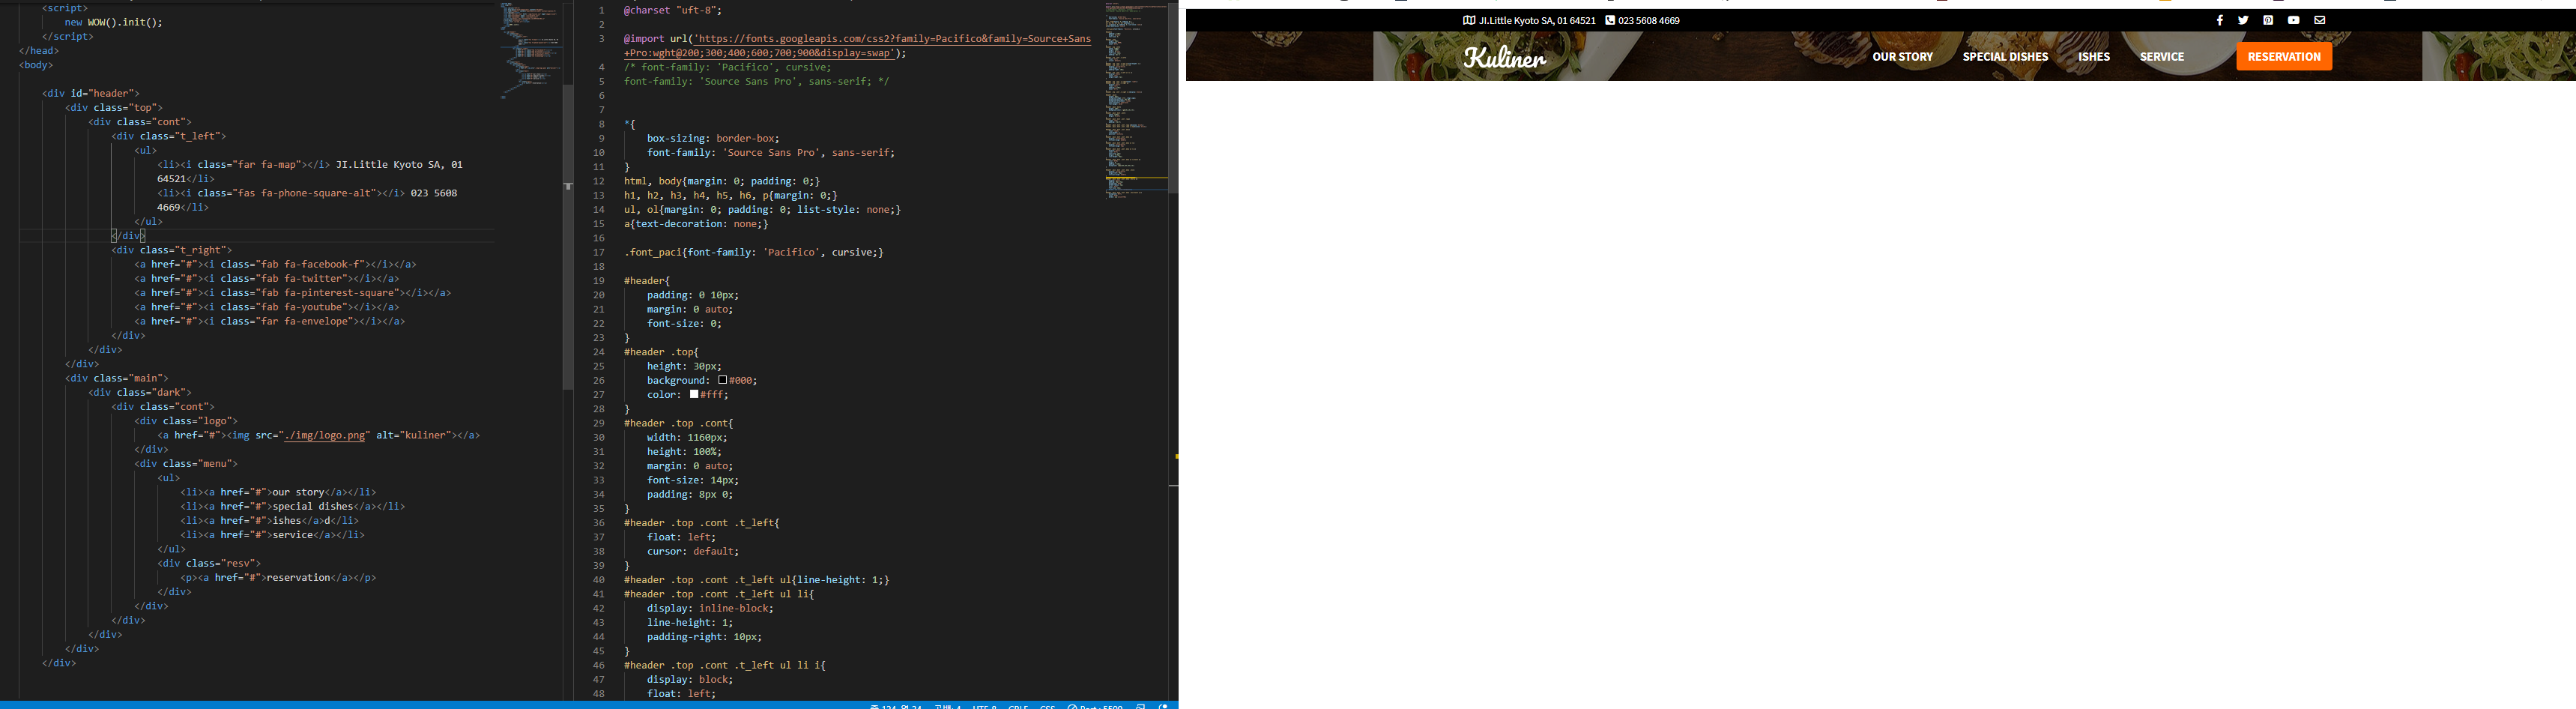 <script>
new WOW().init();
</script>
</head>
<body>
<div id="header">
<div class="top">
<div class="cont">
<div class="t_left">
<ul>
<li><i class="far fa-map"></i> JI.Little Kyoto SA, 01
64521</li>
<li><i class="fas fa-phone-square-alt"></i> 023 5608
4669</li>
</ul>
</div>
<div class="t_right">
<a href="#"><i class="fab fa-facebook-f"></i></a>
<a href="#"><i class="fab fa-twitter"></i></a>
<a href="#"><i class="fab fa-pinterest-square"></i></a>
<a href="#"><i class="fab fa-youtube"></i></a>
<a href="#"><i class="far fa-envelope"></i></a>
</div>
</div>
</div>
<div class="main">
<div class="dark">
<div class="cont">
<div class="logo">
<a href="#"><img src="./img/logo.png" alt="kuliner"></a>
</div>
<div class="menu">
<ul>
<li><a href="#">our story</a></li>
<li><a href="#">special dishes</a></li>
<li><a href="#">ishes</a>d</li>
<li><a href="#">service</a></li>
</ul>
<div class="resv">
<p><a href="#">reservation</a></p>
</div>
</div>
</div>
</div>
</div>
</div>
1 @charset "uft-8";
2
3 @import url('https://fonts.googleapis.com/css2?family=Pacifico&family=Source+Sans
+Pro:wght@200;300;400;600;700;900&display=swap');
4 /* font-family: 'Pacifico', cursive;
5 font-family: 'Source Sans Pro', sans-serif; */
6
7
8 *{
9 box-sizing: border-box;
10 font-family: 'Source Sans Pro', sans-serif;
11 }
12 html, body{margin: 0; padding: 0;}
13 h1, h2, h3, h4, h5, h6, p{margin: 0;}
14 ul, ol{margin: 0; padding: 0; list-style: none;}
15 a{text-decoration: none;}
16
17 .font_paci{font-family: 'Pacifico', cursive;}
18
19 #header{
20 padding: 0 10px;
21 margin: 0 auto;
22 font-size: 0;
23 }
24 #header .top{
25 height: 30px;
26 background: #000;
27 color: #fff;
28 }
29 #header .top .cont{
30 width: 1160px;
31 height: 100%;
32 margin: 0 auto;
33 font-size: 14px;
34 padding: 8px 0;
35 }
36 #header .top .cont .t_left{
37 float: left;
38 cursor: default;
39 }
40 #header .top .cont .t_left ul{line-height: 1;}
41 #header .top .cont .t_left ul li{
42 display: inline-block;
43 line-height: 1;
44 padding-right: 10px;
45 }
46 #header .top .cont .t_left ul li i{
47 display: block;
48 float: left;
JI.Little Kyoto SA, 01 64521 023 5608 4669
Kuliner OUR STORY SPECIAL DISHES ISHES SERVICE RESERVATION